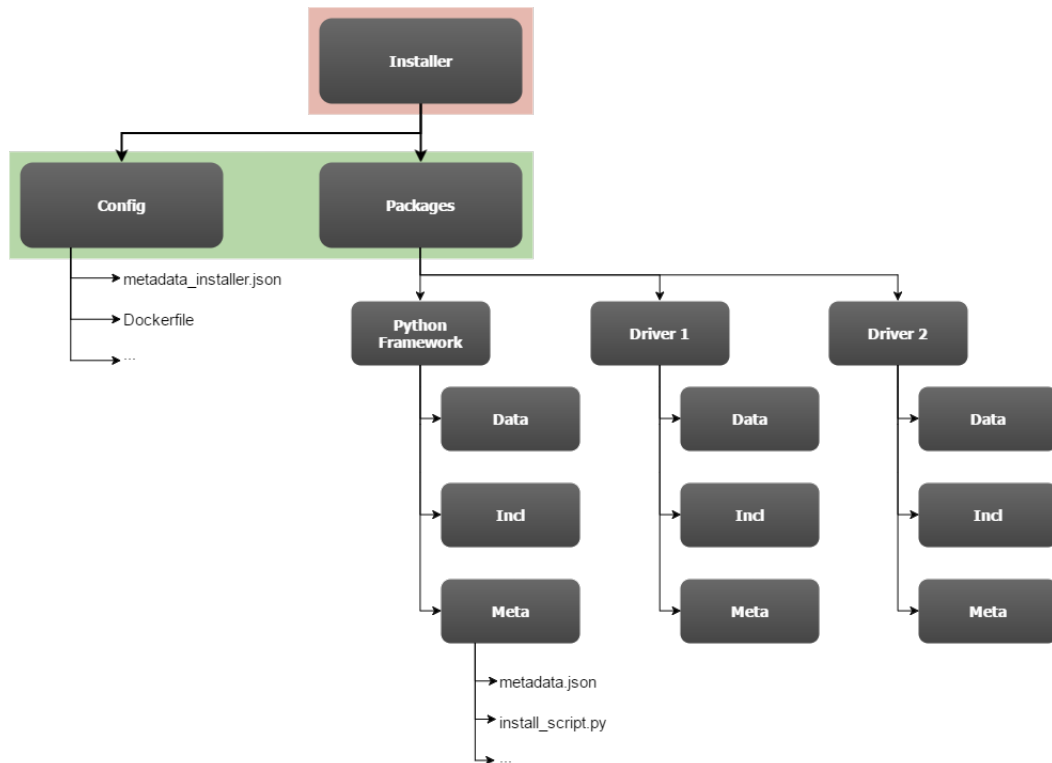 Installer
Config
Packages
metadata_installer.json
Dockerfile
...
Python
Framework
Driver 1
Driver 2
Data
Data
Data
Incl
Incl
Incl
Meta
Meta
Meta
metadata.json
install_script.py
...